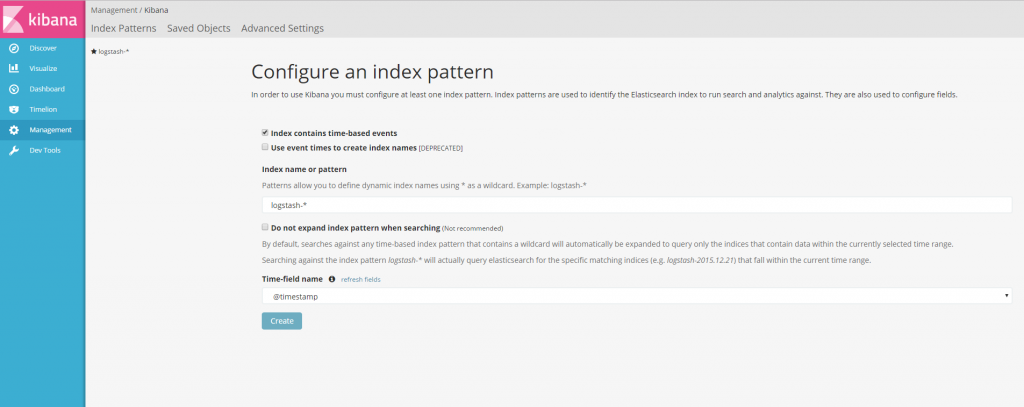 kibana
Discover
Visualize
Dashboard
Timelion
Management
Dev Tools
Management / Kibana
Index Patterns Saved Objects Advanced Settings
logstash-*
Configure an index pattern
In order to use Kibana you must configure at least one index pattern. Index patterns are used to identify the Elasticsearch index to run search and analytics against. They are also used to configure fields.
Index contains time-based events
Use event times to create index names [DEPRECATED]
Index name or pattern
Patterns allow you to define dynamic index names using * as a wildcard. Example: logstash-*
logstash-*
Do not expand index pattern when searching (Not recommended)
By default, searches against any time-based index pattern that contains a wildcard will automatically be expanded to query only the indices that contain data within the currently selected time range.
Searching against the index pattern logstash-* will actually query elasticsearch for the specific matching indices (e.g. logstash-2015.12.21) that fall within the current time range.
Time-field name refresh fields
@timestamp
Create